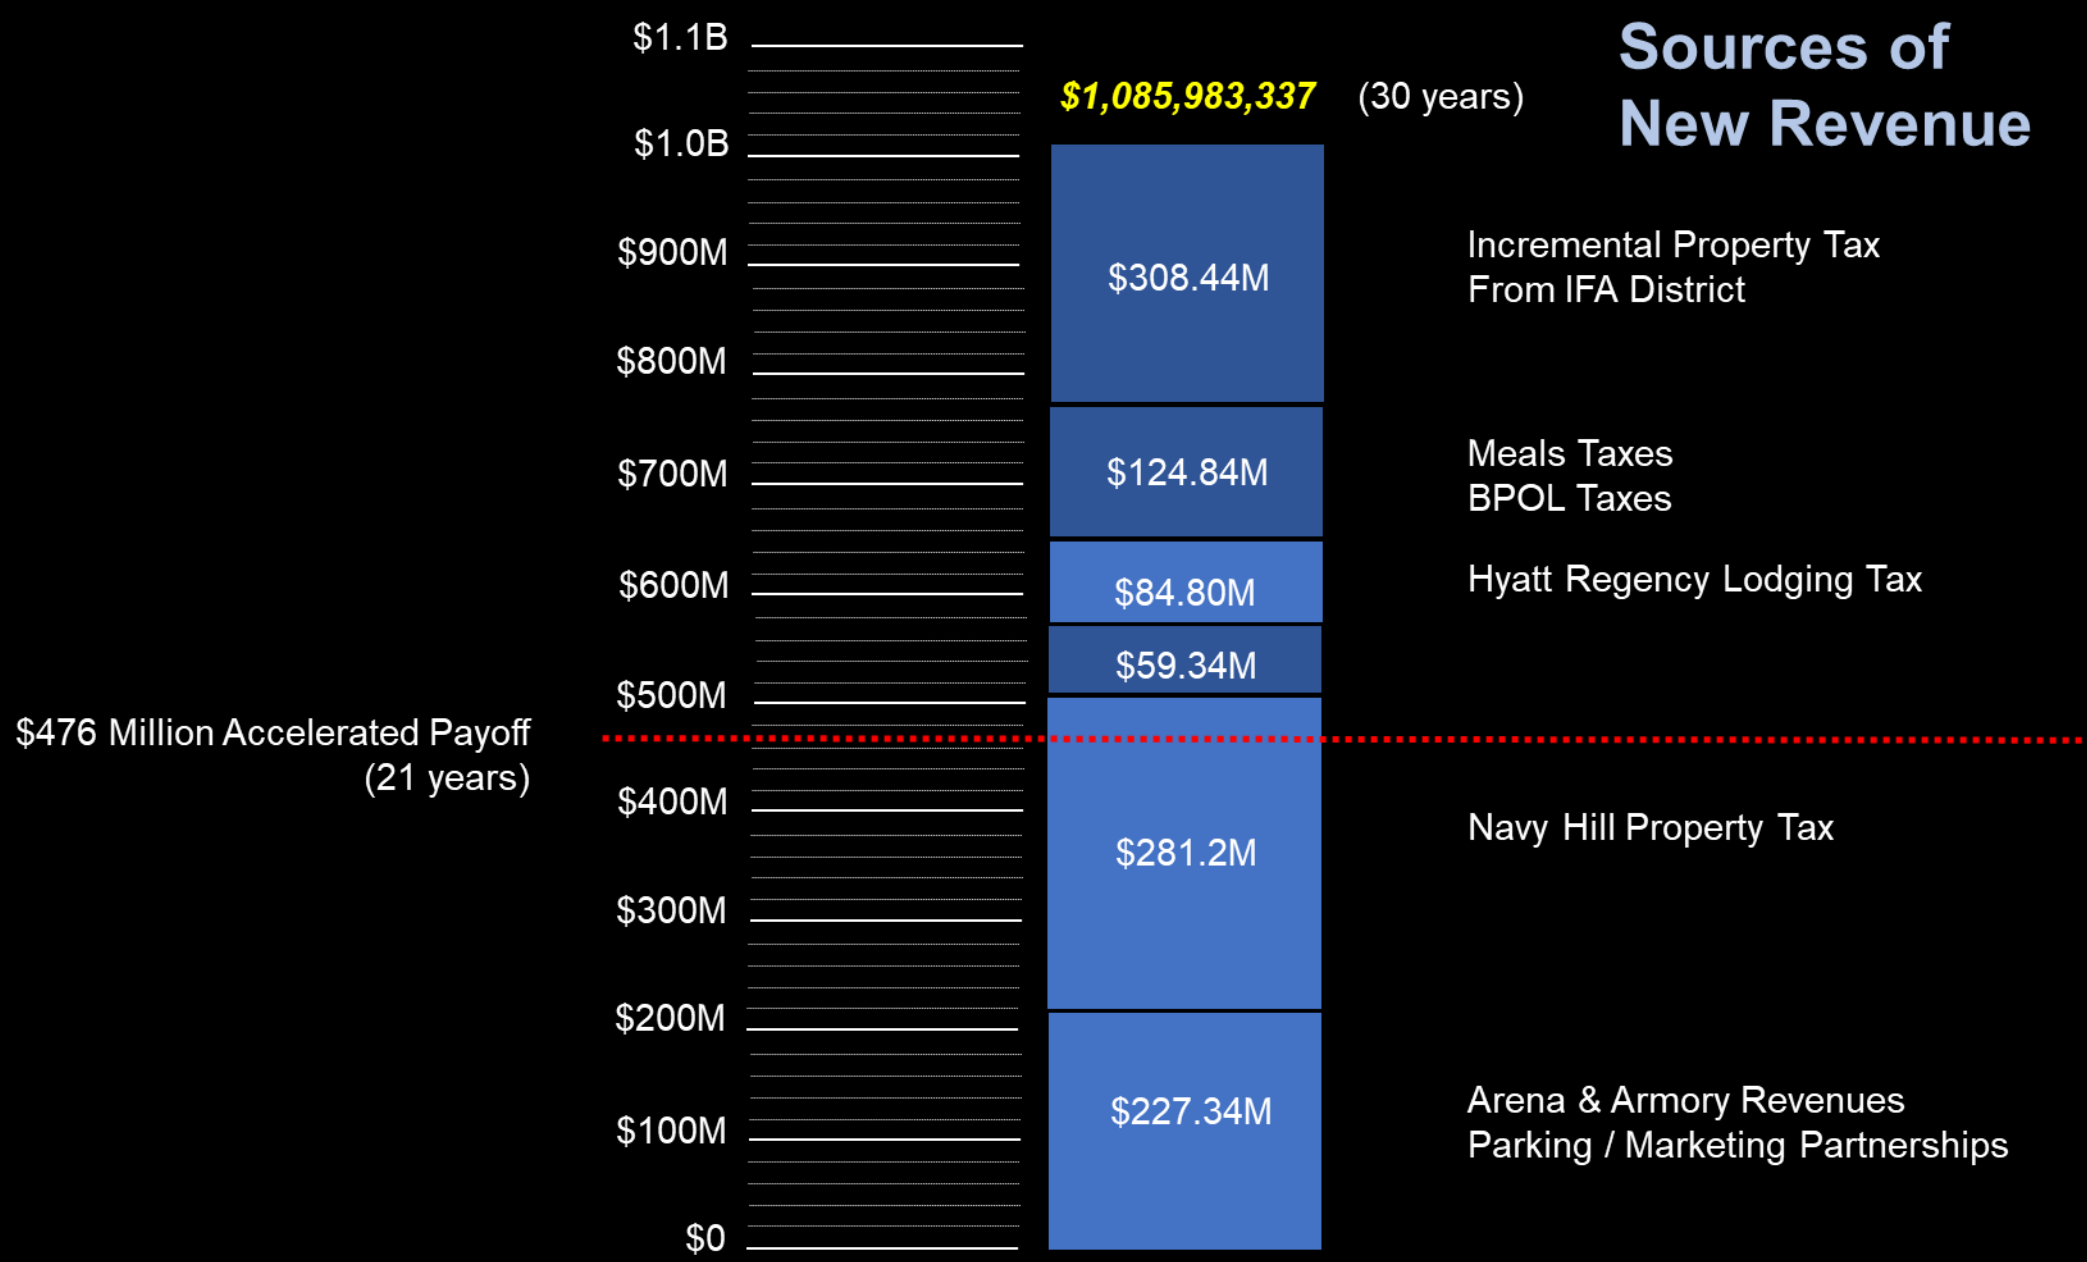 Sources of
New Revenue
$1.1B
$1,085,983,337 (30 years)
$1.0B
$900M
$800M
$700M
$600M
$500M
$400M
$300M
$200M
$100M
$0
$476 Million Accelerated Payoff
(21 years)
$308.44M
Incremental Property Tax
From IFA District
$124.84M
Meals Taxes
BPOL Taxes
$84.80M
Hyatt Regency Lodging Tax
$59.34M
$281.2M
Navy Hill Property Tax
$227.34M
Arena & Armory Revenues
Parking / Marketing Partnerships